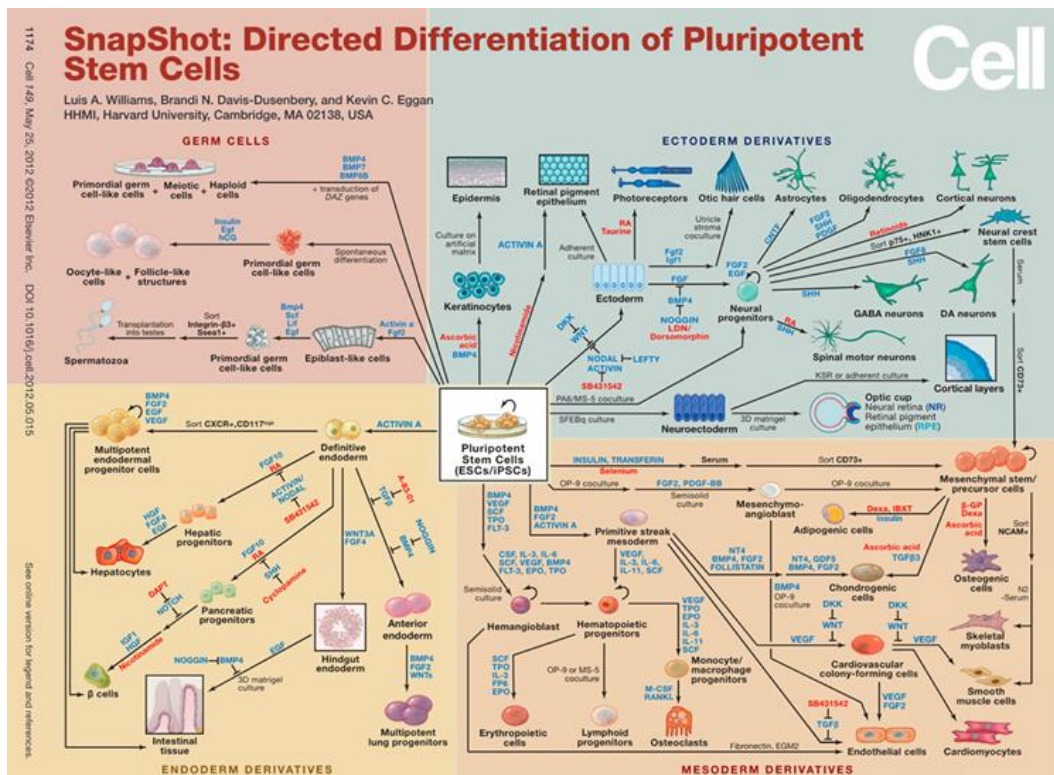 1174 Cell 149, May 25, 2012 ©2012 Elsevier Inc. DOI 10.1016/j.cell.2012.05.015
See online version for legend and references.
SnapShot: Directed Differentiation of Pluripotent
Stem Cells
Cell
Luis A. Williams, Brandi N. Davis-Dusenbery, and Kevin C. Eggan
HHMI, Harvard University, Cambridge, MA 02138, USA
GERM CELLS
BMP4
BMP7
BMP8B
+ transduction of
DAZ genes
Primordial germ
cell-like cells
+
Meiotic
cells
+
Haploid
cells
Insulin
Egf
hCG
Spontaneous
differentiation
Oocyte-like
cells
+
Follicle-like
structures
Primordial germ
cell-like cells
Transplantation
into testes
Sort
Integrin-β3+
Ssea1+
Bmp4
Scf
Lif
Egf
Activin a
Fgf2
Spermatozoa
Primordial germ
cell-like cells
Epiblast-like cells
ECTODERM DERIVATIVES
Epidermis
Retinal pigment
epithelium
Photoreceptors
Otic hair cells
Astrocytes
Oligodendrocytes
Cortical neurons
Culture on
artificial
matrix
ACTIVIN A
Adherent
culture
RA
Taurine
Utricle
stroma
coculture
CNTF
FGF2
SHH
PDGF
Retinoids
Sort p75+, HNK1+
Neural crest
stem cells
Keratinocytes
Ectoderm
Fgf2
Igf1
FGF2
EGF
FGF
BMP4
NOGGIN
LDN/
Dorsomorphin
Neural
progenitors
FGF8
SHH
SHH
GABA neurons
DA neurons
Serum
Ascorbic
acid
BMP4
Nicotinamide
DKK
WNT
NODAL
ACTIVIN
LEFTY
SB431542
RA
SHH
Spinal motor neurons
KSR or adherent culture
Cortical layers
Sort CD73+
PA6/MS-5 coculture
SFEBq culture
Neuroectoderm
3D matrigel
culture
Optic cup
Neural retina (NR)
Retinal pigment
epithelium (RPE)
Pluripotent
Stem Cells
(ESCs/iPSCs)
BMP4
FGF2
EGF
VEGF
Sort CXCR+,CD117high
ACTIVIN A
Multipotent
endodermal
progenitor cells
Definitive
endoderm
FGF10
RA
ACTIVIN/
NODAL
SB431542
A-83-01
TGFβ
NOGGIN
BMP4
WNT3A
FGF4
HGF
FGF4
EGF
Hepatic
progenitors
Hepatocytes
FGF10
RA
SHH
Cyclopamine
DAPT
NOTCH
Pancreatic
progenitors
IGF1
HGF
Nicotinamide
β cells
Hindgut
endoderm
EGF
NOGGIN
BMP4
3D matrigel
culture
Intestinal
tissue
Anterior
endoderm
BMP4
FGF2
WNTs
Multipotent
lung progenitors
ENDODERM DERIVATIVES
INSULIN, TRANSFERIN
Selenium
Serum
Sort CD73+
OP-9 coculture
FGF2, PDGF-BB
Semisolid
culture
Mesenchymo-
angioblast
OP-9 coculture
Mesenchymal stem/
precursor cells
BMP4
VEGF
SCF
TPO
FLT-3
BMP4
FGF2
ACTIVIN A
Primitive streak
mesoderm
Dexa, IBXT
Insulin
Adipogenic cells
β-GP
Dexa
Ascorbic
acid
Sort
NCAM+
CSF, IL-3, IL-6
SCF, VEGF, BMP4
FLT-3, EPO, TPO
VEGF,
IL-3, IL-6,
IL-11, SCF
NT4
BMP4, FGF2
FOLLISTATIN
NT4, GDF5
BMP4, FGF2
Ascorbic acid
TGFβ3
Chondrogenic
cells
Osteogenic
cells
Semisolid
culture
Hemangioblast
Hematopoietic
progenitors
VEGF
TPO
EPO
IL-3
IL-6
IL-11
SCF
BMP4
OP-9
coculture
DKK
WNT
DKK
WNT
N2
-Serum
Skeletal
myoblasts
VEGF
Cardiovascular
colony-forming cells
VEGF
Smooth
muscle cells
SCF
TPO
IL-3
FP6
EPO
OP-9 or MS-5
coculture
Monocyte/
macrophage
progenitors
M-CSF
RANKL
SB431542
TGFβ
VEGF
FGF2
Erythropoietic
cells
Lymphoid
progenitors
Osteoclasts
Fibronectin, EGM2
Endothelial cells
Cardiomyocytes
MESODERM DERIVATIVES